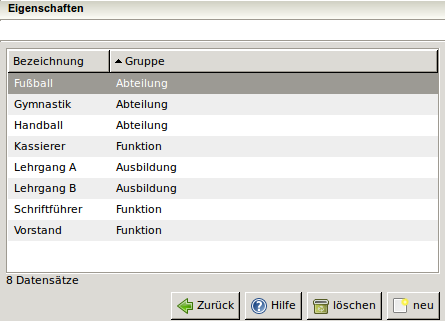 Eigenschaften
Bezeichnung Gruppe
Fußball Abteilung
Gymnastik Abteilung
Handball Abteilung
Kassierer Funktion
Lehrgang A Ausbildung
Lehrgang B Ausbildung
Schriftführer Funktion
Vorstand Funktion
8 Datensätze
Zurück Hilfe löschen neu